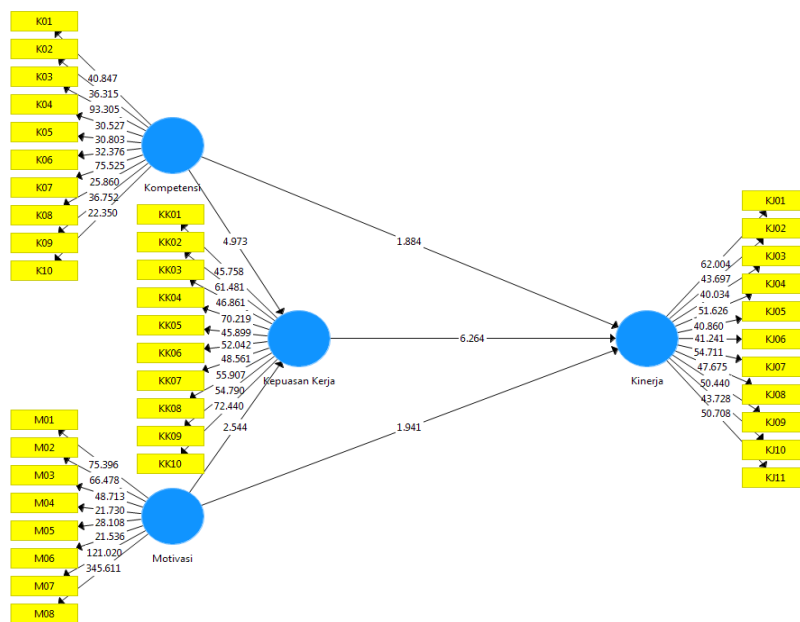 K01
K02
K03
K04
K05
K06
K07
K08
K09
K10
40.847
36.315
93.305
30.527
30.803
32.376
75.525
25.860
36.752
22.350
Kompetensi
KK01
KK02
KK03
KK04
KK05
KK06
KK07
KK08
KK09
KK10
4.973
45.758
61.481
46.861
70.219
45.899
52.042
48.561
55.907
54.790
72.440
2.544
Kepuasan Kerja
1.884
6.264
1.941
M01
M02
M03
M04
M05
M06
M07
M08
75.396
66.478
48.713
21.730
28.108
21.536
121.020
345.611
Motivasi
Kinerja
62.004
43.697
40.034
51.626
40.860
41.241
54.711
47.675
50.440
43.728
50.708
KJ01
KJ02
KJ03
KJ04
KJ05
KJ06
KJ07
KJ08
KJ09
KJ10
KJ11